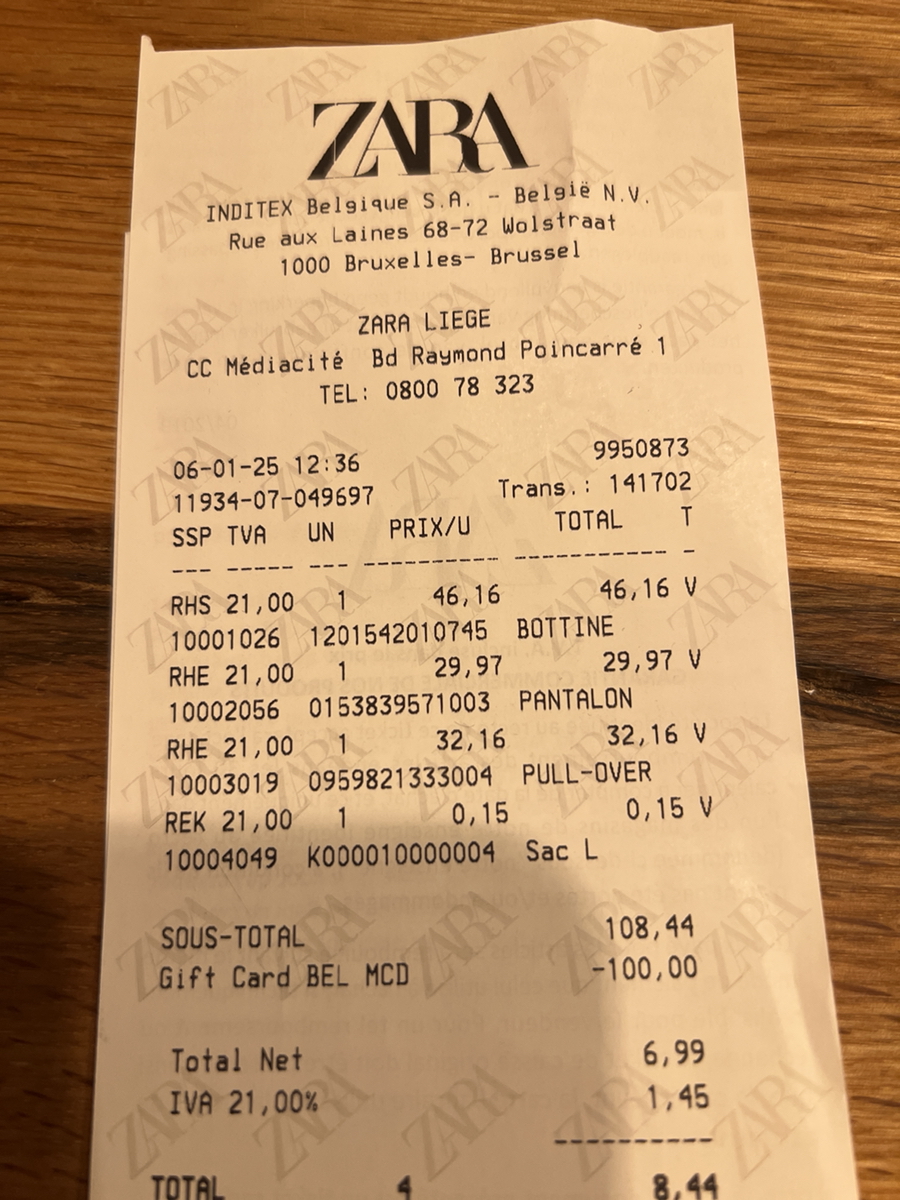 ZARA
INDITEX Belgique S.A. - België N.V.
Rue aux Laines 68-72 Wolstraat
1000 Bruxelles- Brussel
ZARA LIEGE
CC Médiacité Bd Raymond Poincarré 1
TEL: 0800 78 323
06-01-25 12:36 9950873
11934-07-049697 Trans.: 141702
SSP TVA UN PRIX/U TOTAL T
--- ----- --- ---------- ----------- -
RHS 21,00 1 46,16 46,16 V
10001026 1201542010745 BOTTINE
RHE 21,00 1 29,97 29,97 V
10002056 0153839571003 PANTALON
RHE 21,00 1 32,16 32,16 V
10003019 0959821333004 PULL-OVER
REK 21,00 1 0,15 0,15 V
10004049 K000010000004 Sac L
SOUS-TOTAL 108,44
Gift Card BEL MCD -100,00
Total Net 6,99
IVA 21,00% 1,45
-----------
TOTAL 4 8,44